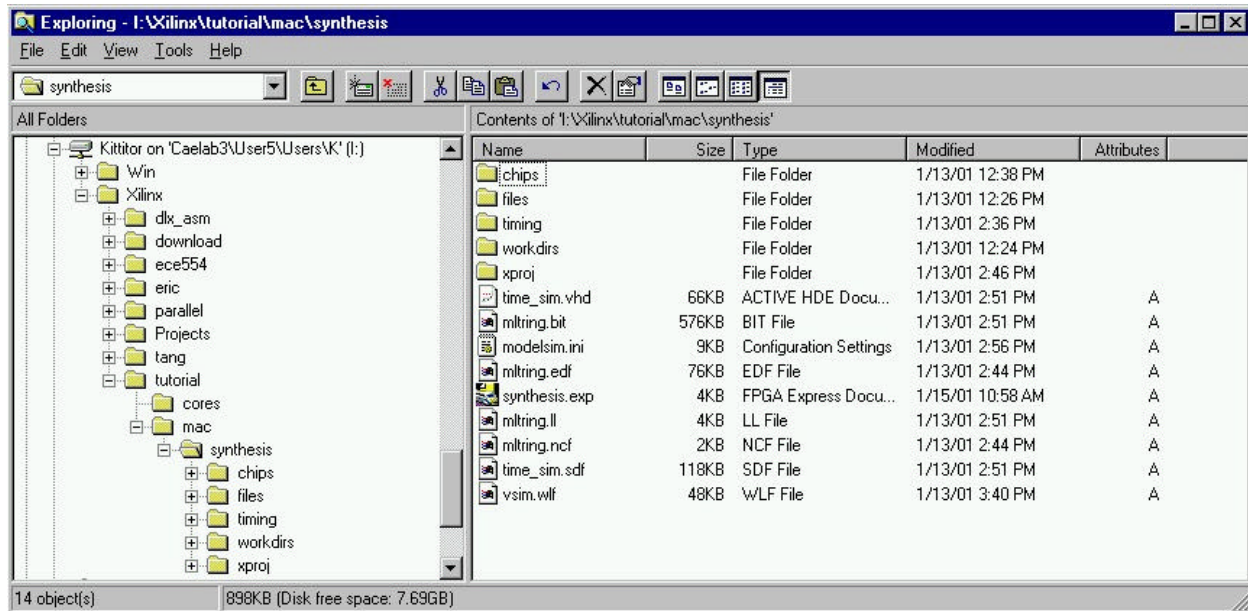 Exploring - I:\Xilinx\tutorial\mac\synthesis
File Edit View Tools Help
synthesis
All Folders
Contents of 'I:\Xilinx\tutorial\mac\synthesis'
Kittitor on 'Caelab3\User5\Users\K' (I:)
Win
Xilinx
dlx_asm
download
ece554
eric
parallel
Projects
tang
tutorial
cores
mac
synthesis
chips
files
timing
workdirs
xproj
Name Size Type Modified Attributes
chips File Folder 1/13/01 12:38 PM
files File Folder 1/13/01 12:26 PM
timing File Folder 1/13/01 2:36 PM
workdirs File Folder 1/13/01 12:24 PM
xproj File Folder 1/13/01 2:46 PM
time_sim.vhd 66KB ACTIVE HDE Docu... 1/13/01 2:51 PM A
mltring.bit 576KB BIT File 1/13/01 2:51 PM A
modelsim.ini 9KB Configuration Settings 1/13/01 2:56 PM A
mltring.edf 76KB EDF File 1/13/01 2:44 PM A
synthesis.exp 4KB FPGA Express Docu... 1/15/01 10:58 AM A
mltring.ll 4KB LL File 1/13/01 2:51 PM A
mltring.ncf 2KB NCF File 1/13/01 2:44 PM A
time_sim.sdf 118KB SDF File 1/13/01 2:51 PM A
vsim.wlf 48KB WLF File 1/13/01 3:40 PM A
14 object(s) 898KB (Disk free space: 7.69GB)